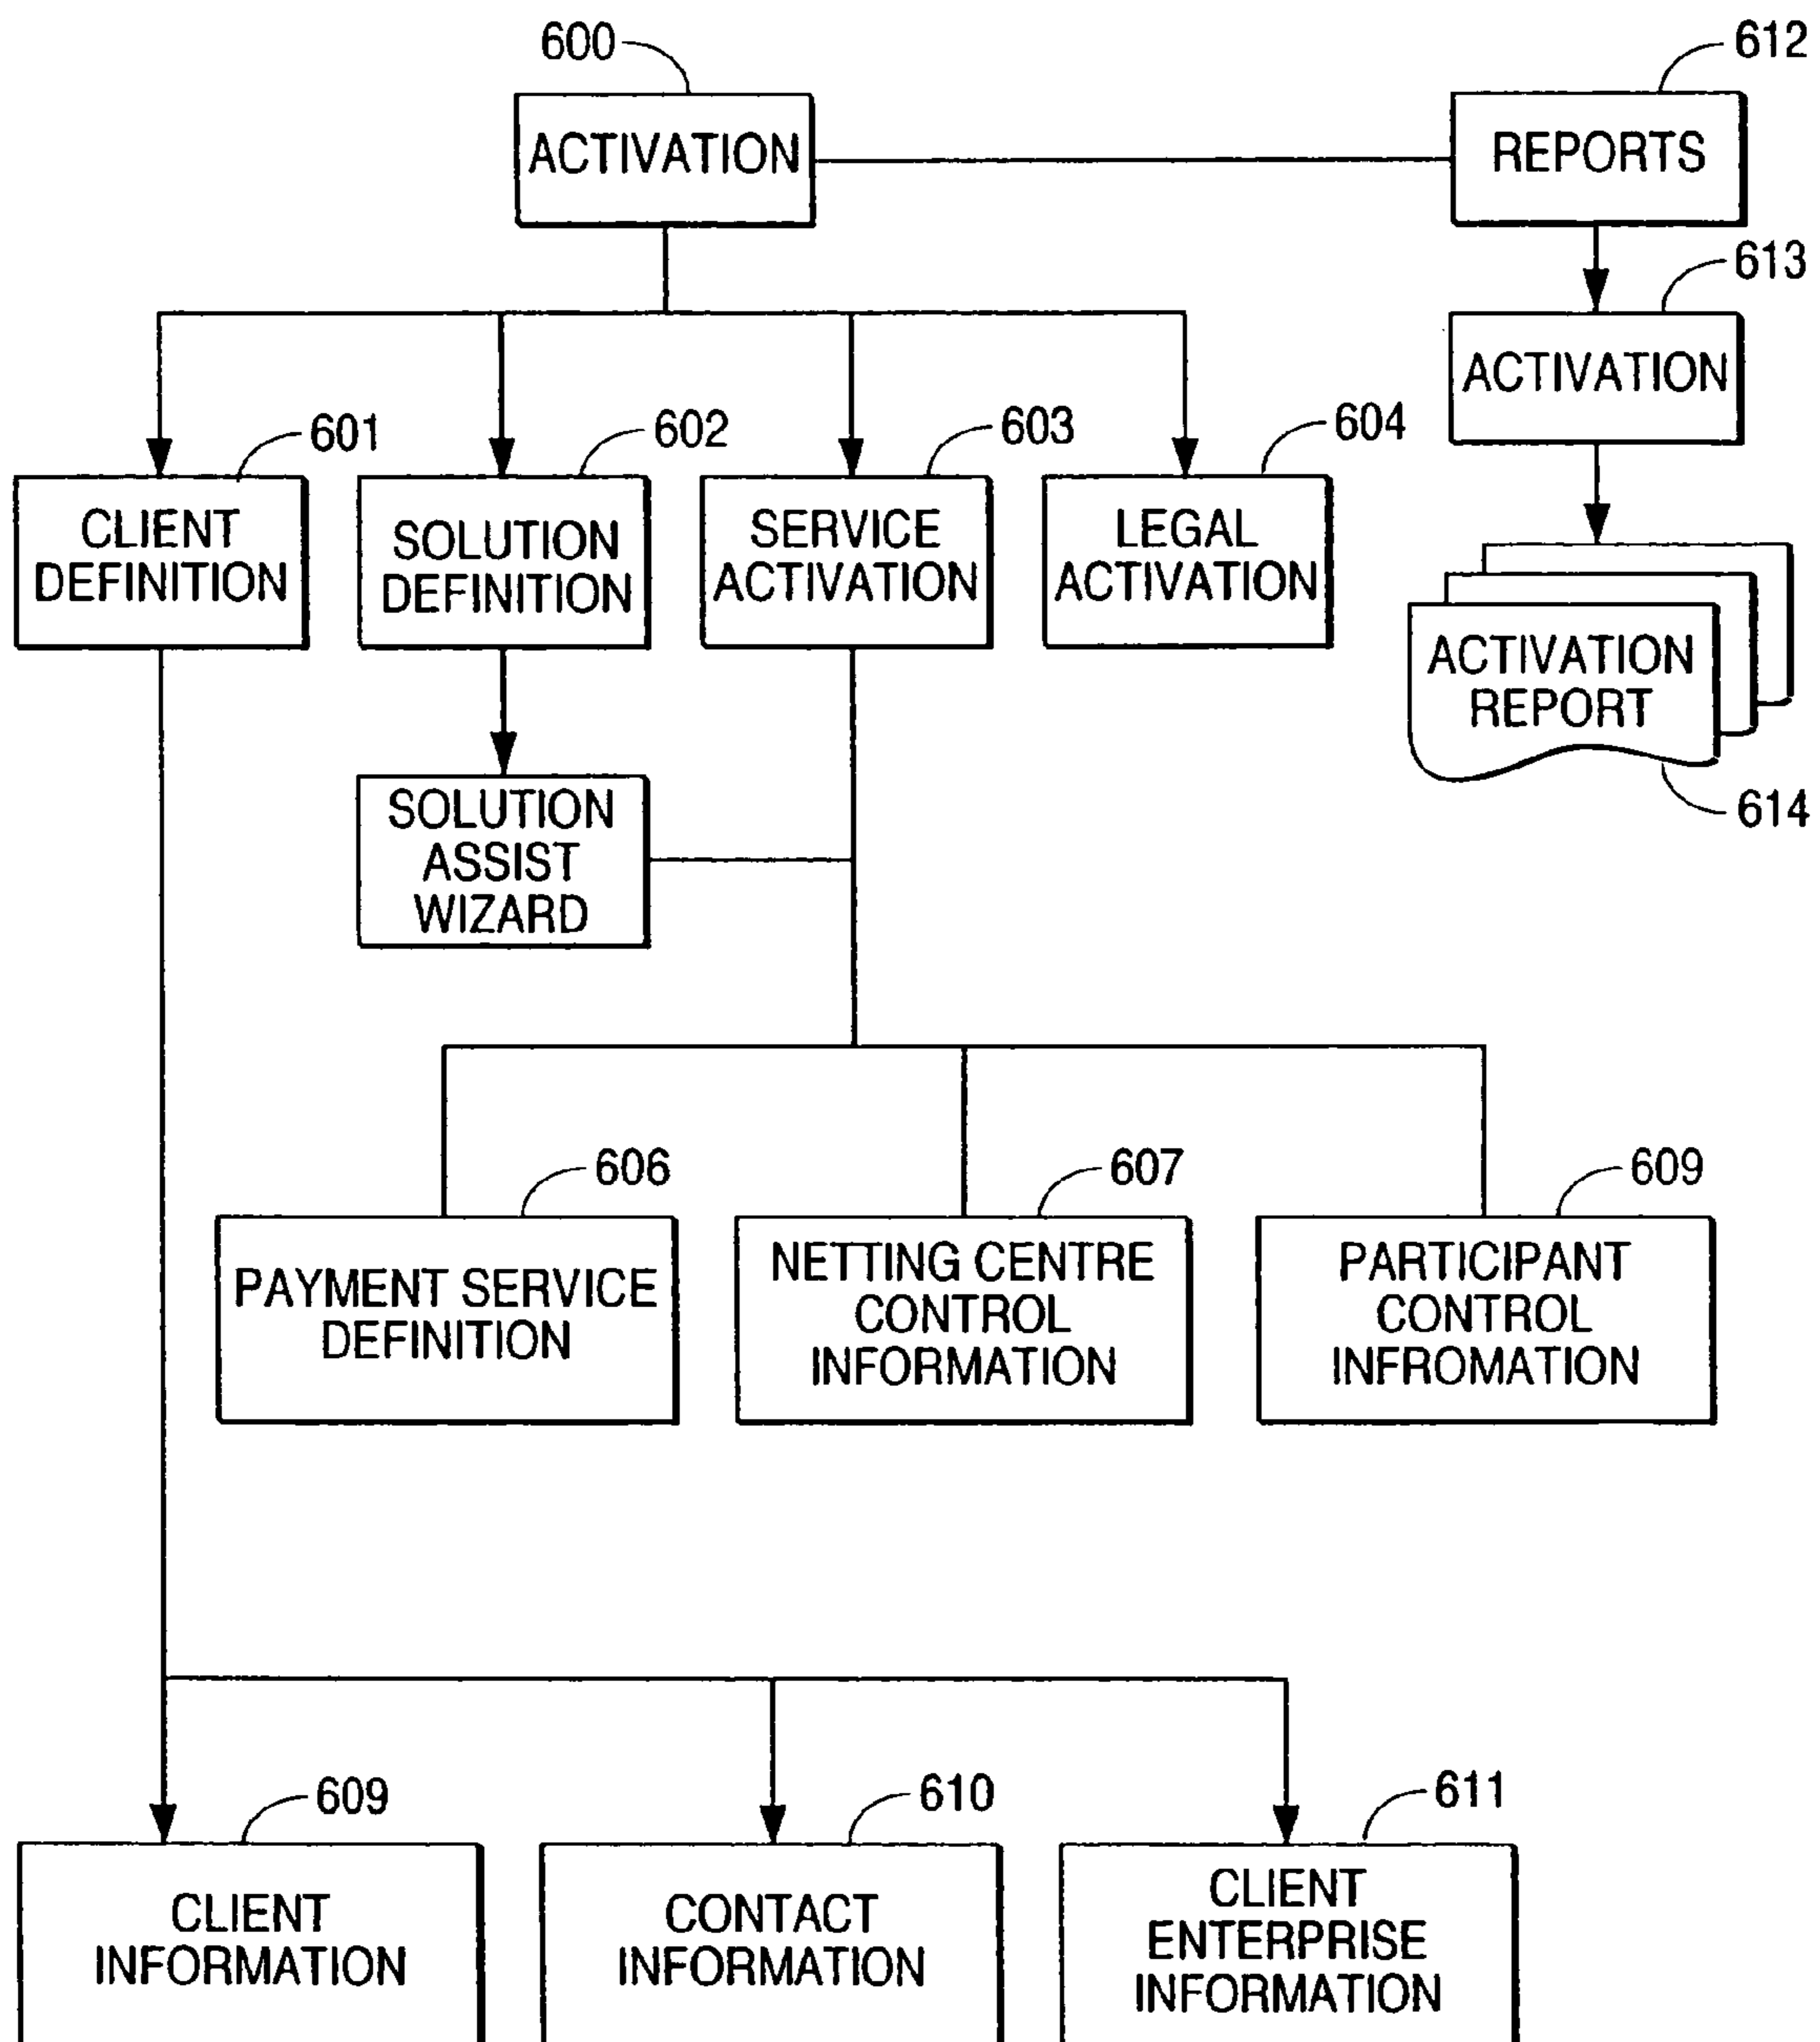 600
612
ACTIVATION
REPORTS
613
ACTIVATION
601
602
603
604
CLIENT
DEFINITION
SOLUTION
DEFINITION
SERVICE
ACTIVATION
LEGAL
ACTIVATION
ACTIVATION
REPORT
614
SOLUTION
ASSIST
WIZARD
606
607
609
PAYMENT SERVICE
DEFINITION
NETTING CENTRE
CONTROL
INFORMATION
PARTICIPANT
CONTROL
INFROMATION
609
610
611
CLIENT
INFORMATION
CONTACT
INFORMATION
CLIENT
ENTERPRISE
INFORMATION